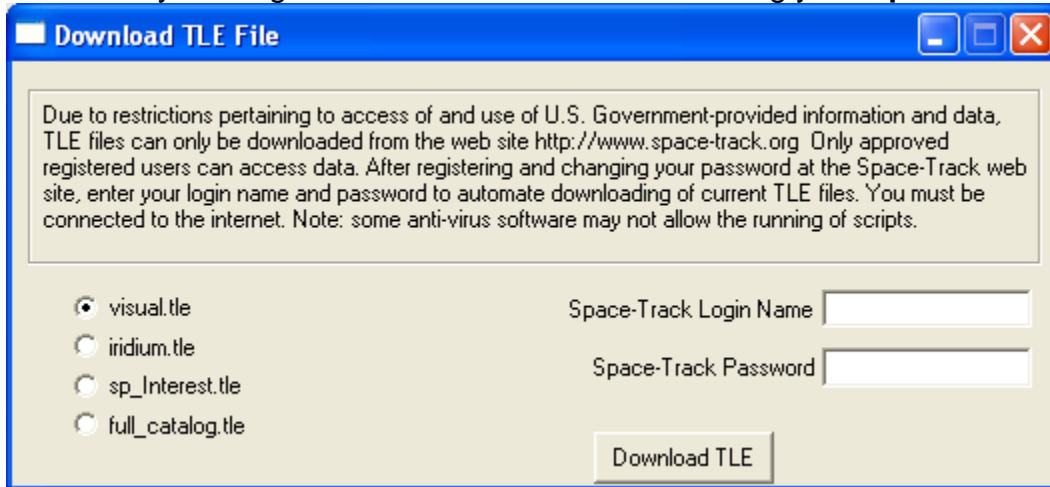 Download TLE File
Due to restrictions pertaining to access of and use of U.S. Government-provided information and data,
TLE files can only be downloaded from the web site http://www.space-track.org Only approved
registered users can access data. After registering and changing your password at the Space-Track web
site, enter your login name and password to automate downloading of current TLE files. You must be
connected to the internet. Note: some anti-virus software may not allow the running of scripts.
visual.tle
Space-Track Login Name
iridium.tle
Space-Track Password
sp_Interest.tle
full_catalog.tle
Download TLE